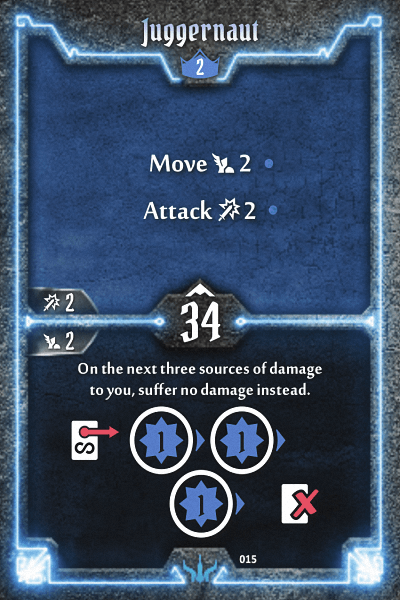 Juggernaut
2
Move 2
Attack 2
2
34
2
On the next three sources of damage
to you, suffer no damage instead.
S 1 1
1
015